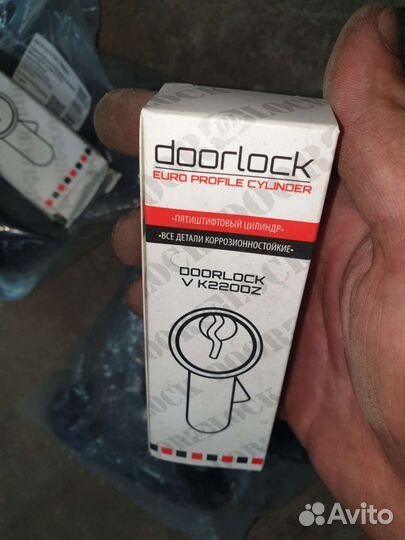 doorlock
EURO PROFILE CYLINDER
•ПЯТИШТИФТОВЫЙ ЦИЛИНДР•
•ВСЕ ДЕТАЛИ КОРРОЗИОННОСТОЙКИЕ•
DOORLOCK
V K2200Z
Avito